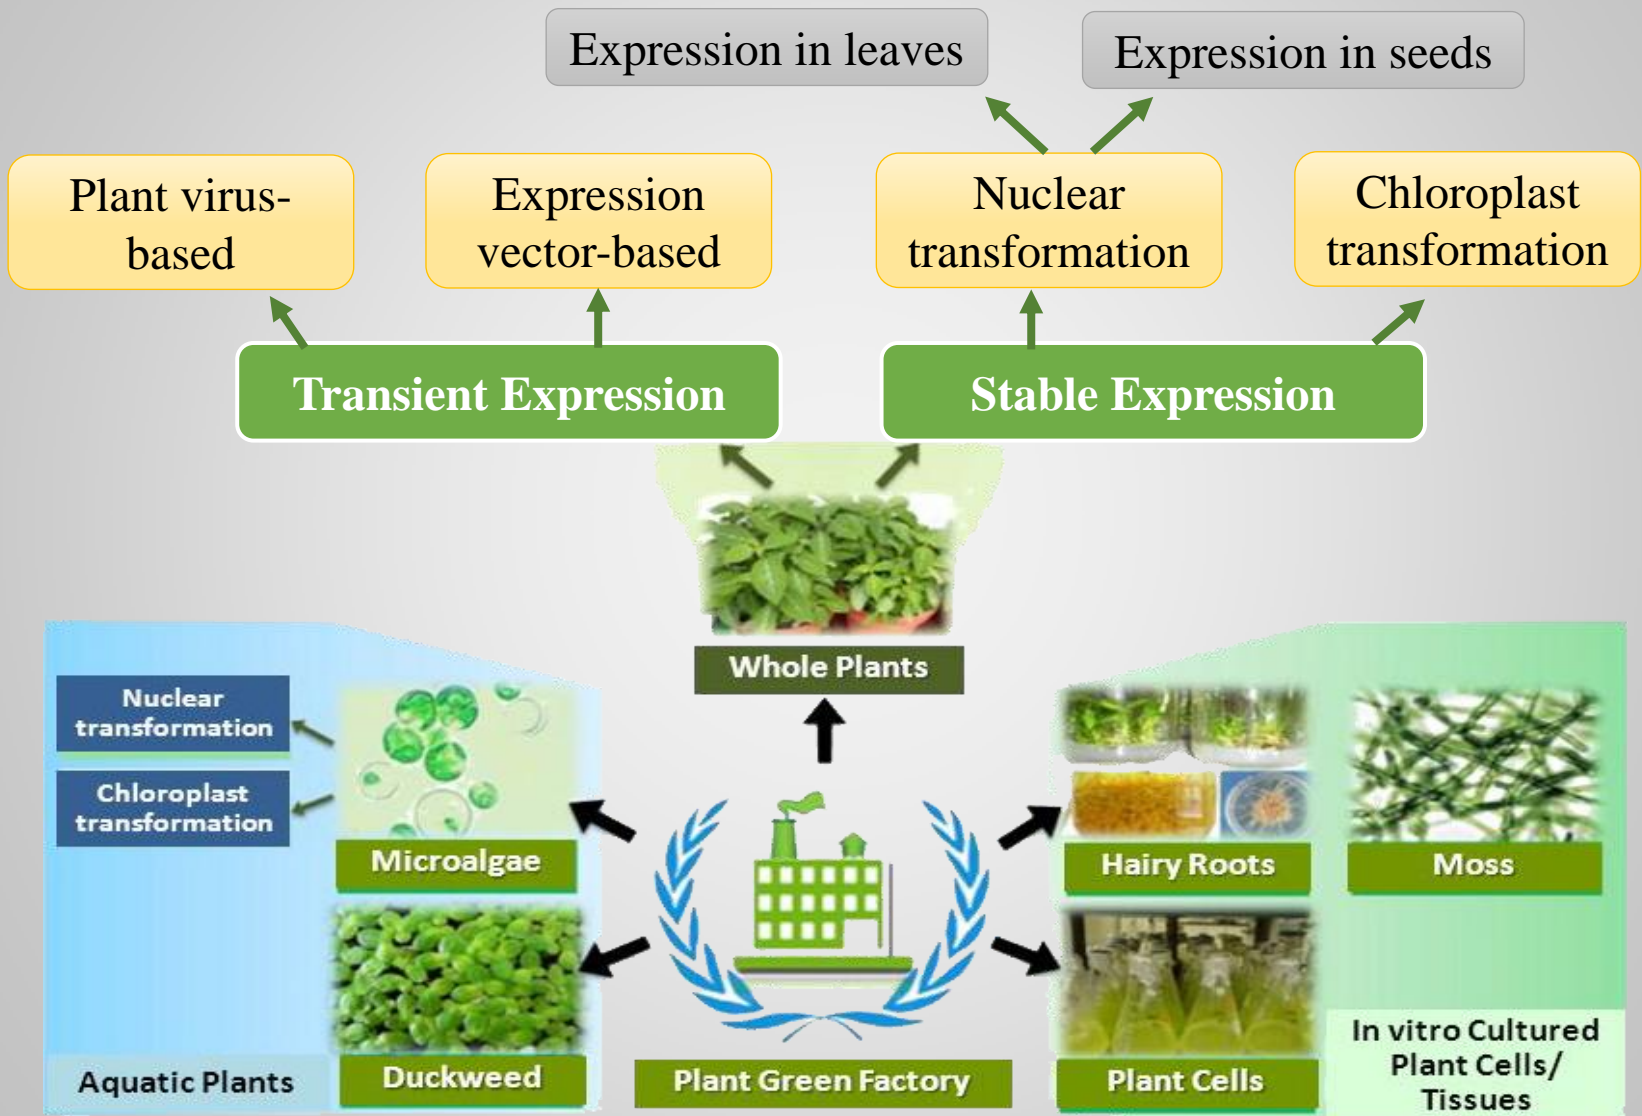 Expression in leaves
Expression in seeds
Plant virus-
based
Expression
vector-based
Nuclear
transformation
Chloroplast
transformation
Transient Expression
Stable Expression
Whole Plants
Nuclear
transformation
Chloroplast
transformation
Microalgae
Hairy Roots
Moss
Aquatic Plants
Duckweed
Plant Green Factory
Plant Cells
In vitro Cultured
Plant Cells/
Tissues